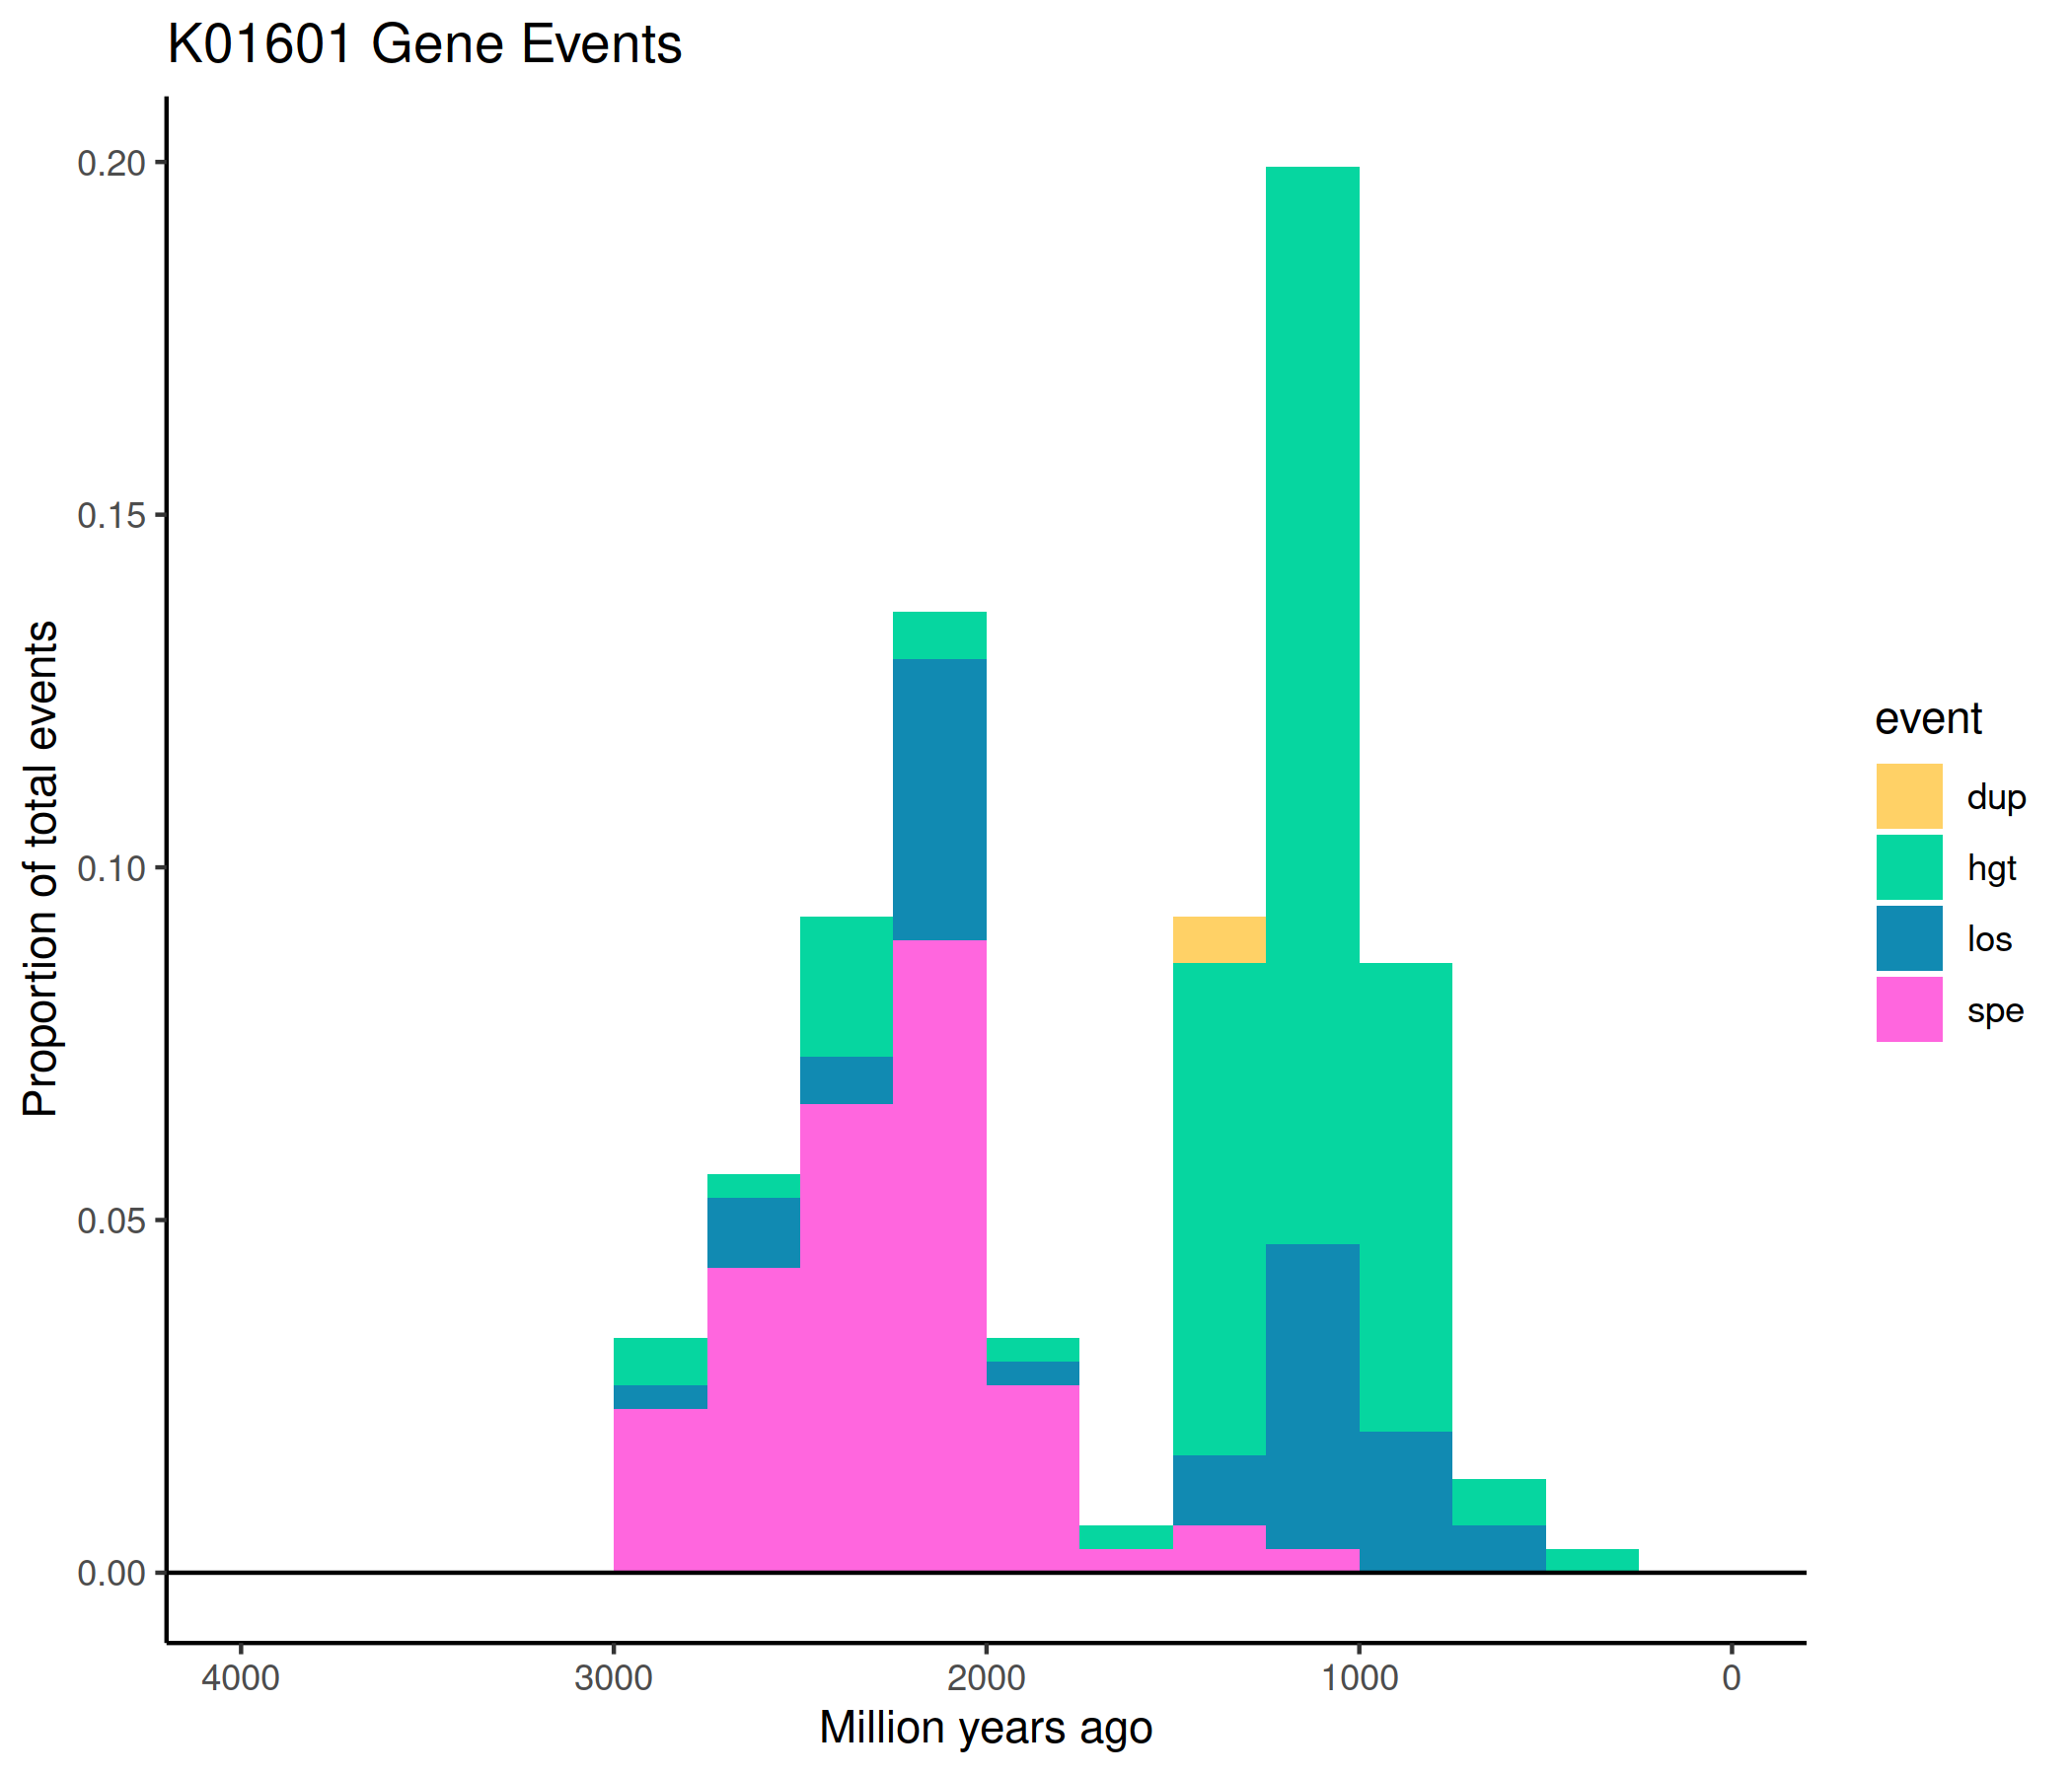 K01601 Gene Events
0.20
0.15
0.10
0.05
0.00
Proportion of total events
4000 3000 2000 1000 0
Million years ago
event
dup
hgt
los
spe